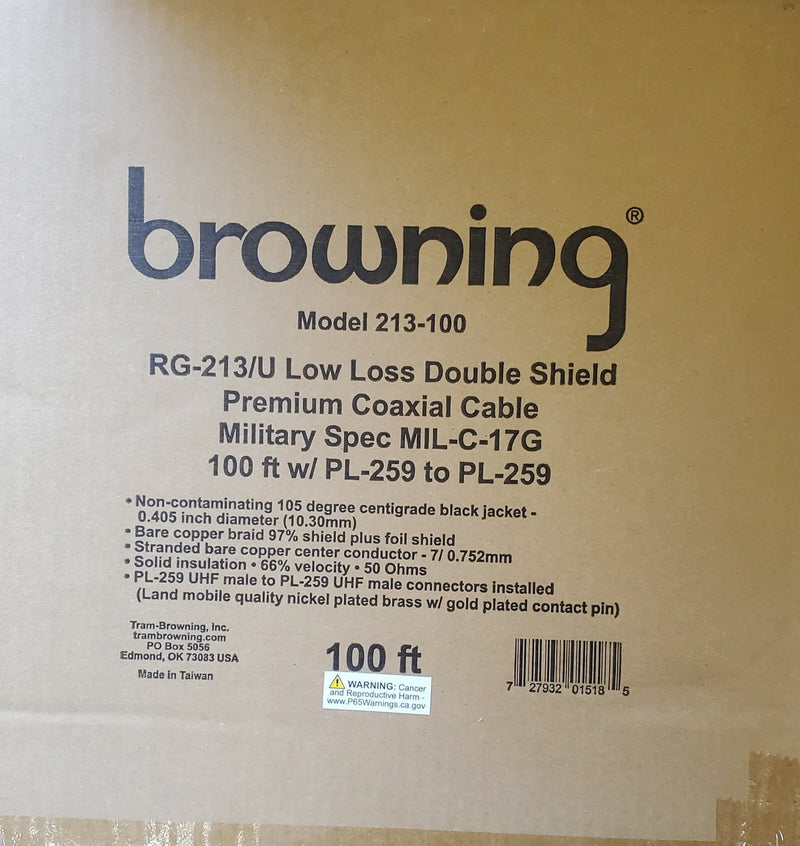 browning®
Model 213-100
RG-213/U Low Loss Double Shield
Premium Coaxial Cable
Military Spec MIL-C-17G
100 ft w/ PL-259 to PL-259
• Non-contaminating 105 degree centigrade black jacket -
0.405 inch diameter (10.30mm)
• Bare copper braid 97% shield plus foil shield
• Stranded bare copper center conductor - 7/ 0.752mm
• Solid insulation • 66% velocity • 50 Ohms
• PL-259 UHF male to PL-259 UHF male connectors installed
(Land mobile quality nickel plated brass w/ gold plated contact pin)
Tram-Browning, Inc.
trambrowning.com
PO Box 5056
Edmond, OK 73083 USA
Made in Taiwan
100 ft
WARNING: Cancer
and Reproductive Harm -
www.P65Warnings.ca.gov
7 27932 01518 5